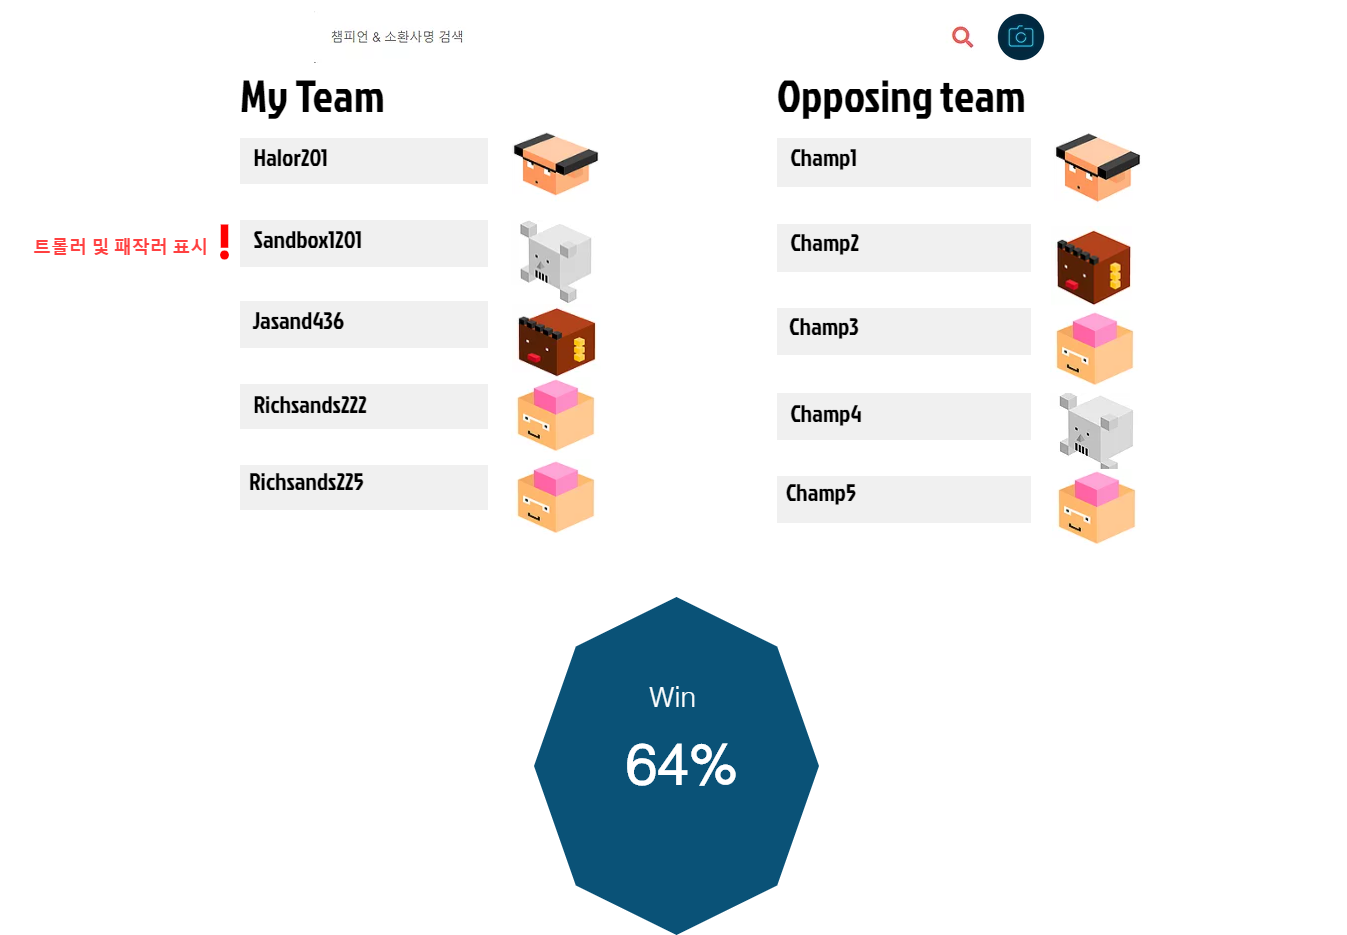 챔피언 & 소환사명 검색
My Team
Halor201
트롤러 및 패작러 표시 !
Sandbox1201
Jasand436
Richsands222
Richsands225
Opposing team
Champ1
Champ2
Champ3
Champ4
Champ5
Win
64%